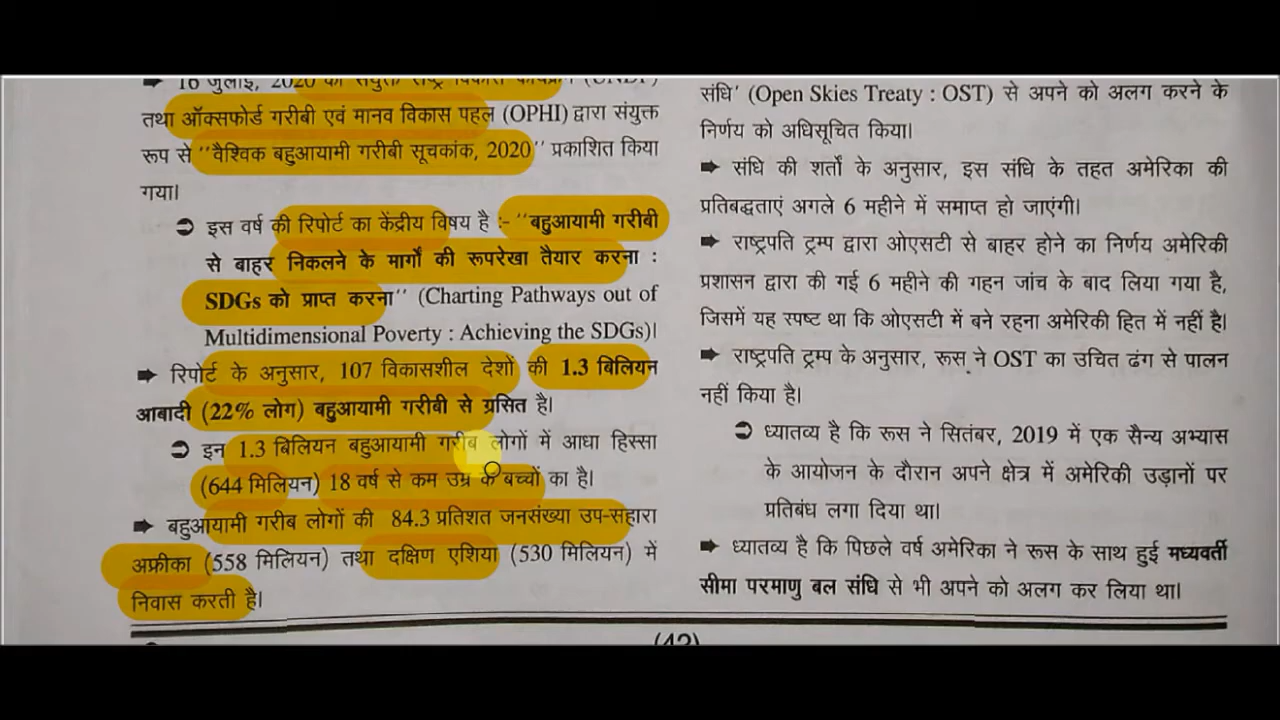 ➡ 16 जुलाई, 2020 को संयुक्त राष्ट्र विकास कार्यक्रम (UNDP)
तथा ऑक्सफोर्ड गरीबी एवं मानव विकास पहल (OPHI) द्वारा संयुक्त
रूप से "वैश्विक बहुआयामी गरीबी सूचकांक, 2020" प्रकाशित किया
गया।
➲ इस वर्ष की रिपोर्ट का केंद्रीय विषय है :- "बहुआयामी गरीबी
से बाहर निकलने के मार्गों की रूपरेखा तैयार करना :
SDGs को प्राप्त करना" (Charting Pathways out of
Multidimensional Poverty : Achieving the SDGs)।
➡ रिपोर्ट के अनुसार, 107 विकासशील देशों की 1.3 बिलियन
आबादी (22% लोग) बहुआयामी गरीबी से ग्रसित है।
➲ इन 1.3 बिलियन बहुआयामी गरीब लोगों में आधा हिस्सा
(644 मिलियन) 18 वर्ष से कम उम्र के बच्चों का है।
➡ बहुआयामी गरीब लोगों की 84.3 प्रतिशत जनसंख्या उप-सहारा
अफ्रीका (558 मिलियन) तथा दक्षिण एशिया (530 मिलियन) में
निवास करती है।
संधि' (Open Skies Treaty : OST) से अपने को अलग करने के
निर्णय को अधिसूचित किया।
➡ संधि की शर्तों के अनुसार, इस संधि के तहत अमेरिका की
प्रतिबद्धताएं अगले 6 महीने में समाप्त हो जाएंगी।
➡ राष्ट्रपति ट्रम्प द्वारा ओएसटी से बाहर होने का निर्णय अमेरिकी
प्रशासन द्वारा की गई 6 महीने की गहन जांच के बाद लिया गया है,
जिसमें यह स्पष्ट था कि ओएसटी में बने रहना अमेरिकी हित में नहीं है।
➡ राष्ट्रपति ट्रम्प के अनुसार, रूस ने OST का उचित ढंग से पालन
नहीं किया है।
➲ ध्यातव्य है कि रूस ने सितंबर, 2019 में एक सैन्य अभ्यास
के आयोजन के दौरान अपने क्षेत्र में अमेरिकी उड़ानों पर
प्रतिबंध लगा दिया था।
➡ ध्यातव्य है कि पिछले वर्ष अमेरिका ने रूस के साथ हुई मध्यवर्ती
सीमा परमाणु बल संधि से भी अपने को अलग कर लिया था।
(42)